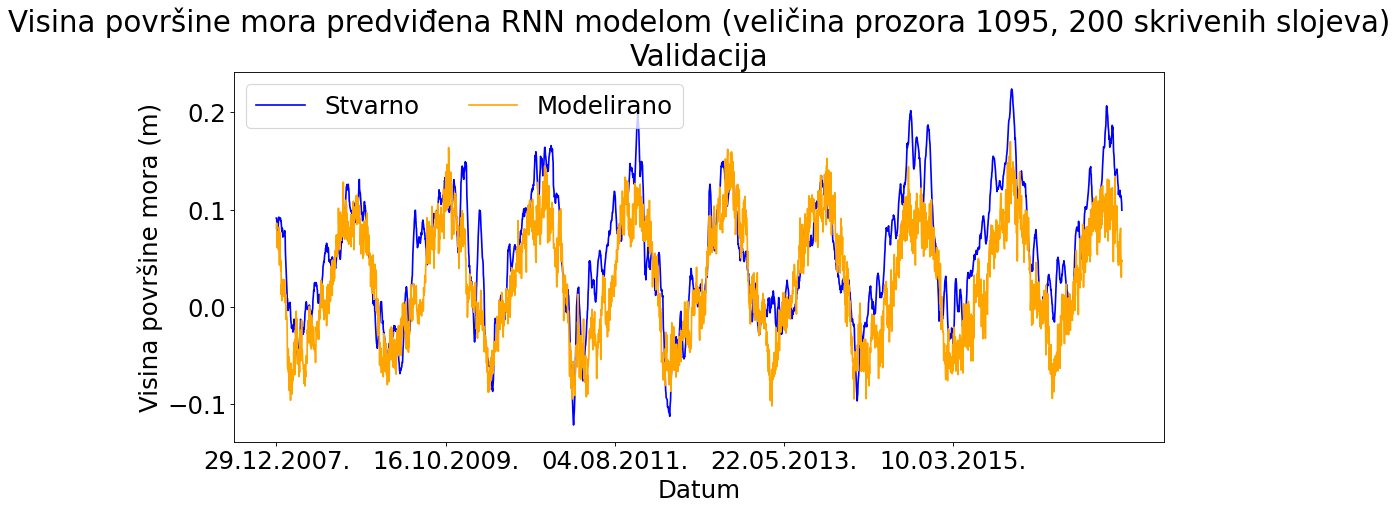 Visina površine mora predviđena RNN modelom (veličina prozora 1095, 200 skrivenih slojeva)
Validacija
Stvarno
Modelirano
Visina površine mora (m)
0.2
0.1
0.0
−0.1
29.12.2007.
16.10.2009.
04.08.2011.
22.05.2013.
10.03.2015.
Datum